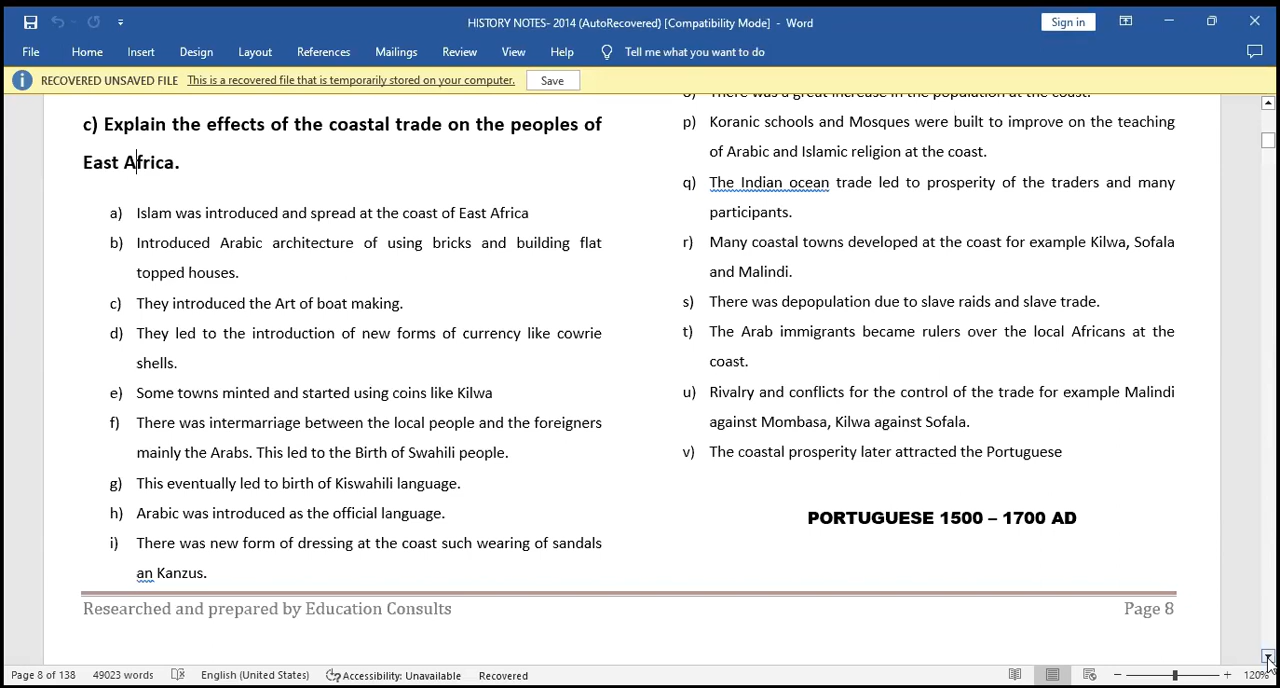 HISTORY NOTES- 2014 (AutoRecovered) [Compatibility Mode] - Word
Sign in
File Home Insert Design Layout References Mailings Review View Help Tell me what you want to do
RECOVERED UNSAVED FILE This is a recovered file that is temporarily stored on your computer. Save
c) Explain the effects of the coastal trade on the peoples of
East Africa.
a) Islam was introduced and spread at the coast of East Africa
b) Introduced Arabic architecture of using bricks and building flat
topped houses.
c) They introduced the Art of boat making.
d) They led to the introduction of new forms of currency like cowrie
shells.
e) Some towns minted and started using coins like Kilwa
f) There was intermarriage between the local people and the foreigners
mainly the Arabs. This led to the Birth of Swahili people.
g) This eventually led to birth of Kiswahili language.
h) Arabic was introduced as the official language.
i) There was new form of dressing at the coast such wearing of sandals
an Kanzus.
o) There was a great increase in the population at the coast.
p) Koranic schools and Mosques were built to improve on the teaching
of Arabic and Islamic religion at the coast.
q) The Indian ocean trade led to prosperity of the traders and many
participants.
r) Many coastal towns developed at the coast for example Kilwa, Sofala
and Malindi.
s) There was depopulation due to slave raids and slave trade.
t) The Arab immigrants became rulers over the local Africans at the
coast.
u) Rivalry and conflicts for the control of the trade for example Malindi
against Mombasa, Kilwa against Sofala.
v) The coastal prosperity later attracted the Portuguese
PORTUGUESE 1500 – 1700 AD
Researched and prepared by Education Consults Page 8
Page 8 of 138 49023 words English (United States) Accessibility: Unavailable Recovered 120%